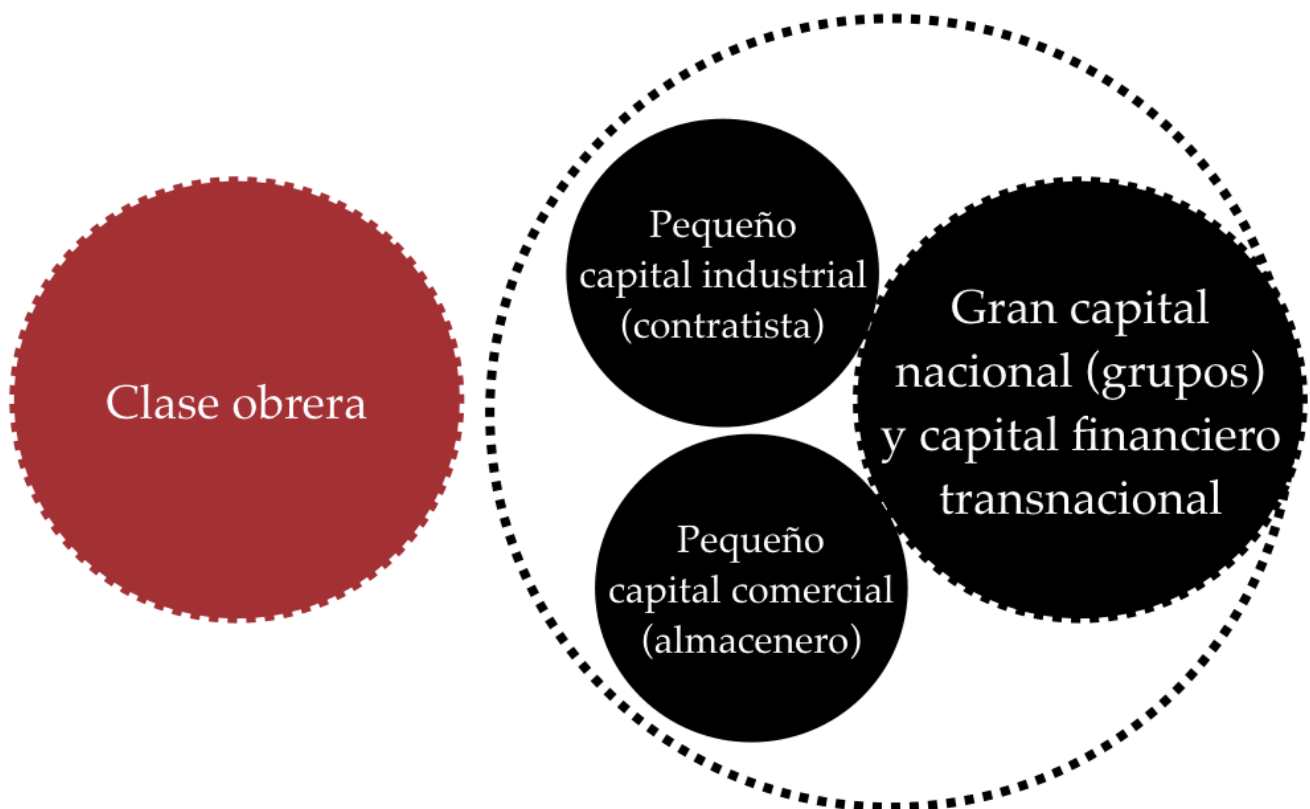 Clase obrera
Pequeño
capital industrial
(contratista)
Pequeño
capital comercial
(almacenero)
Gran capital
nacional (grupos)
y capital financiero
transnacional